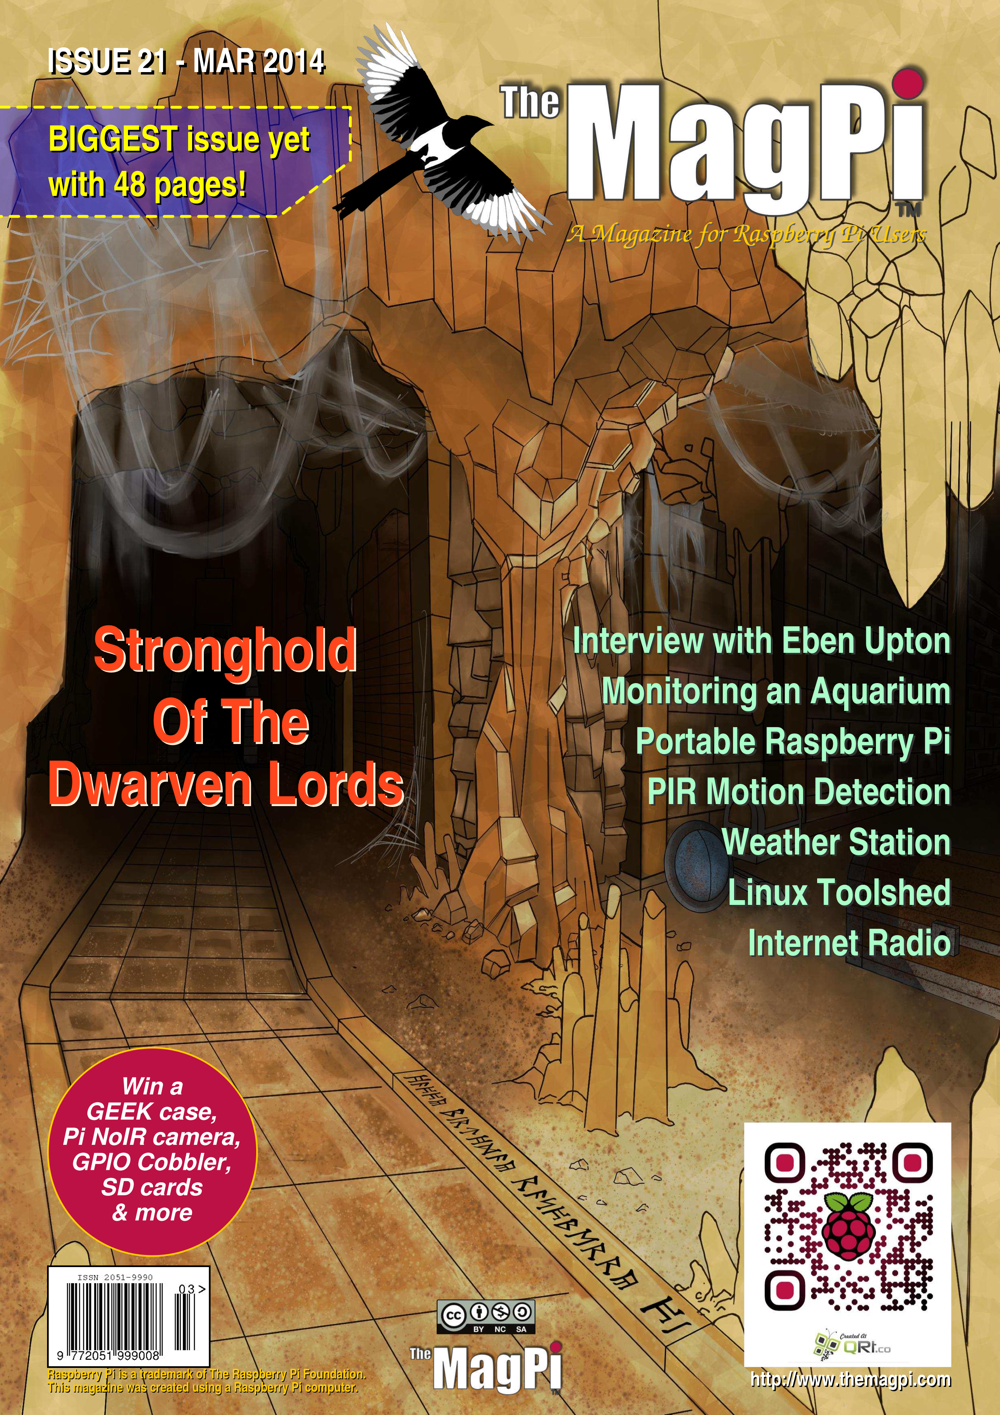 ISSUE 21 - MAR 2014
BIGGEST issue yet
with 48 pages!
The MagPi
TM
A Magazine for Raspberry Pi Users
Stronghold
Of The
Dwarven Lords
Interview with Eben Upton
Monitoring an Aquarium
Portable Raspberry Pi
PIR Motion Detection
Weather Station
Linux Toolshed
Internet Radio
Win a
GEEK case,
Pi NoIR camera,
GPIO Cobbler,
SD cards
& more
ISSN 2051-9990
03 >
9 772051 999008
Raspberry Pi is a trademark of The Raspberry Pi Foundation.
This magazine was created using a Raspberry Pi computer.
cc
BY NC SA
The MagPi
Created At
QRt.co
http://www.themagpi.com